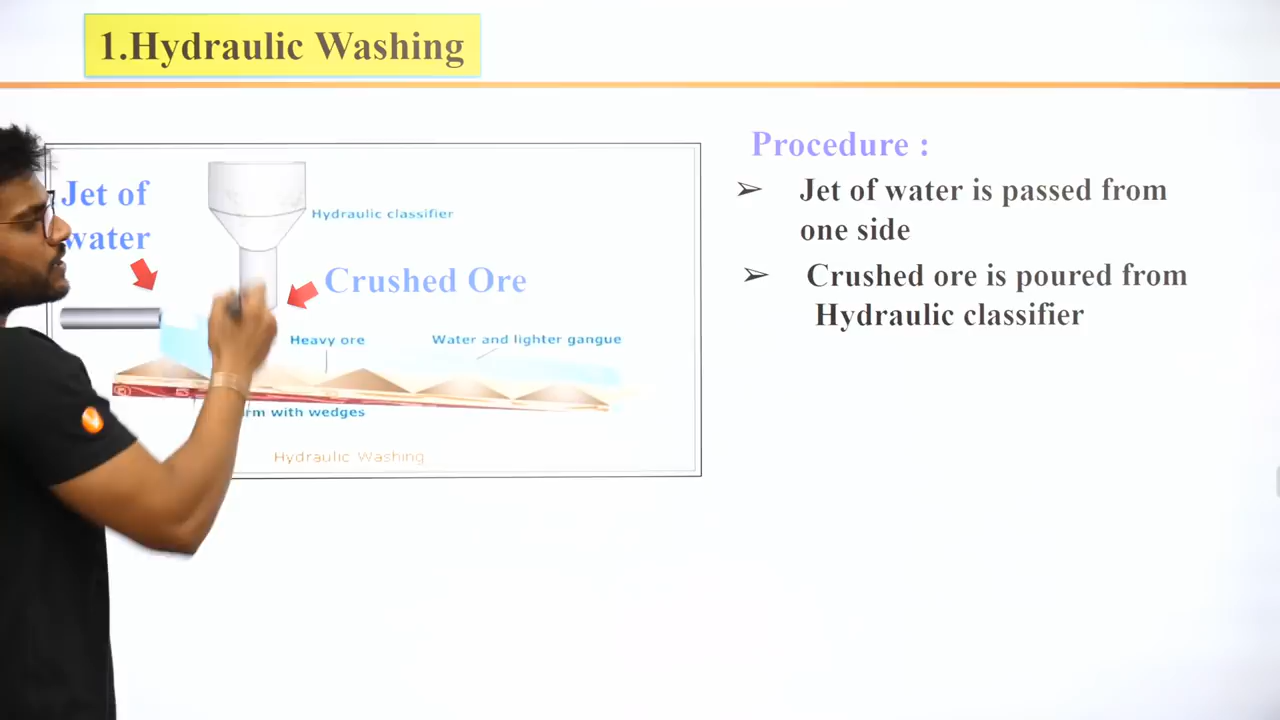 1.Hydraulic Washing
Jet of
water
Hydraulic classifier
Crushed Ore
Heavy ore
Water and lighter gangue
with wedges
Hydraulic Washing
Procedure :
➢ Jet of water is passed from
one side
➢ Crushed ore is poured from
Hydraulic classifier